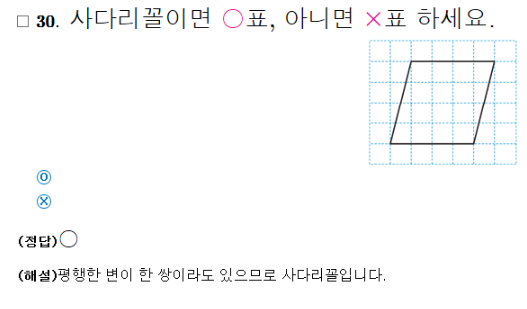 □ 30. 사다리꼴이면 ○표, 아니면 ×표 하세요.
Ⓞ
ⓧ
(정답)○
(해설)평행한 변이 한 쌍이라도 있으므로 사다리꼴입니다.